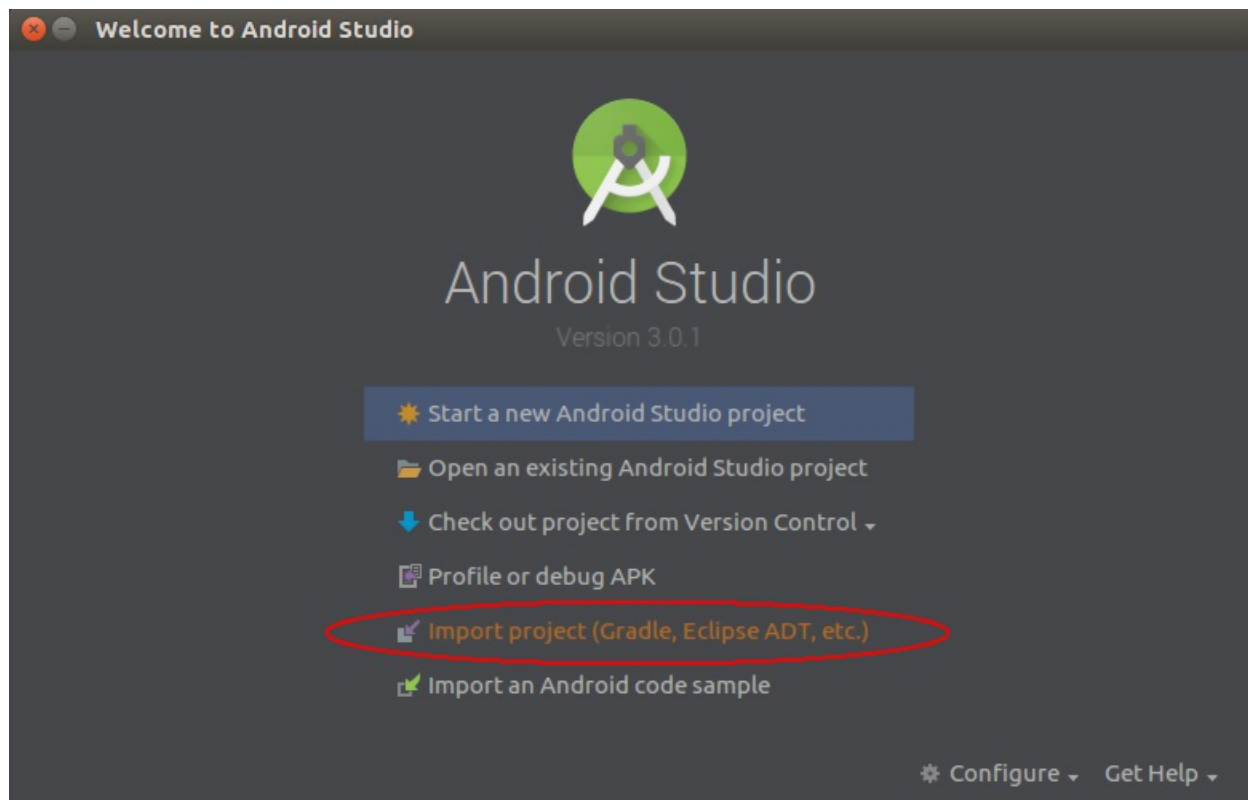 Welcome to Android Studio
Android Studio
Version 3.0.1
Start a new Android Studio project
Open an existing Android Studio project
Check out project from Version Control
Profile or debug APK
Import project (Gradle, Eclipse ADT, etc.)
Import an Android code sample
Configure Get Help